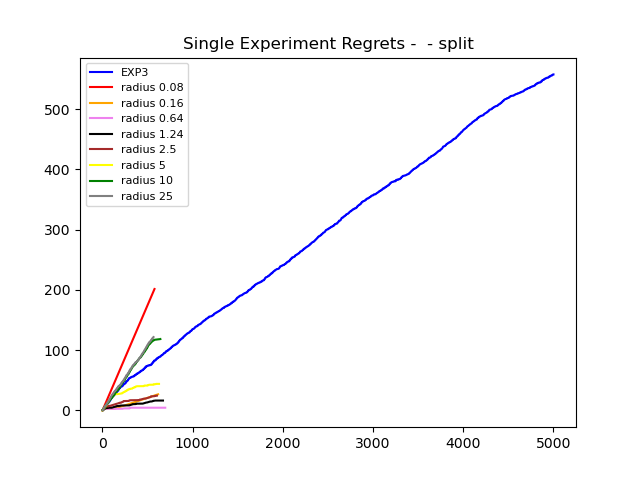 Single Experiment Regrets -  - split
EXP3
radius 0.08
radius 0.16
radius 0.64
radius 1.24
radius 2.5
radius 5
radius 10
radius 25
500
400
300
200
100
0
0 1000 2000 3000 4000 5000